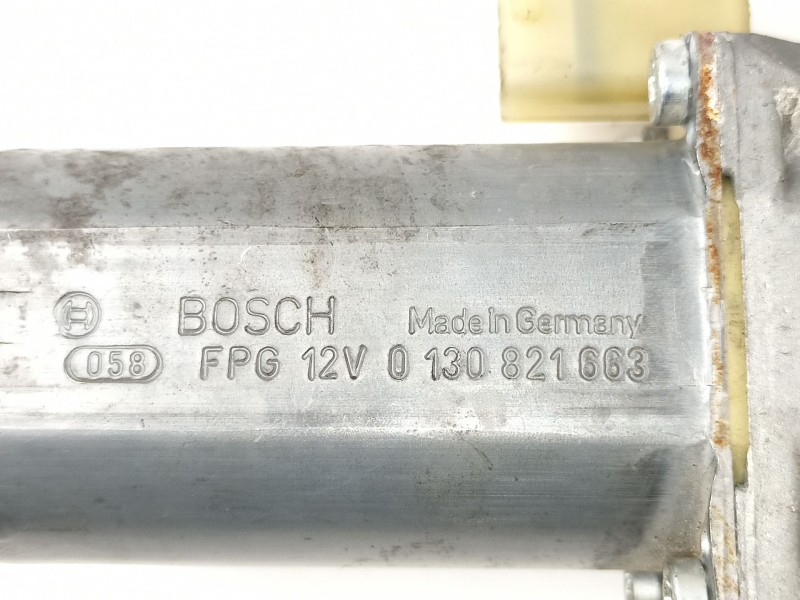 BOSCH Made in Germany
058 FPG 12V 0 130 821 663